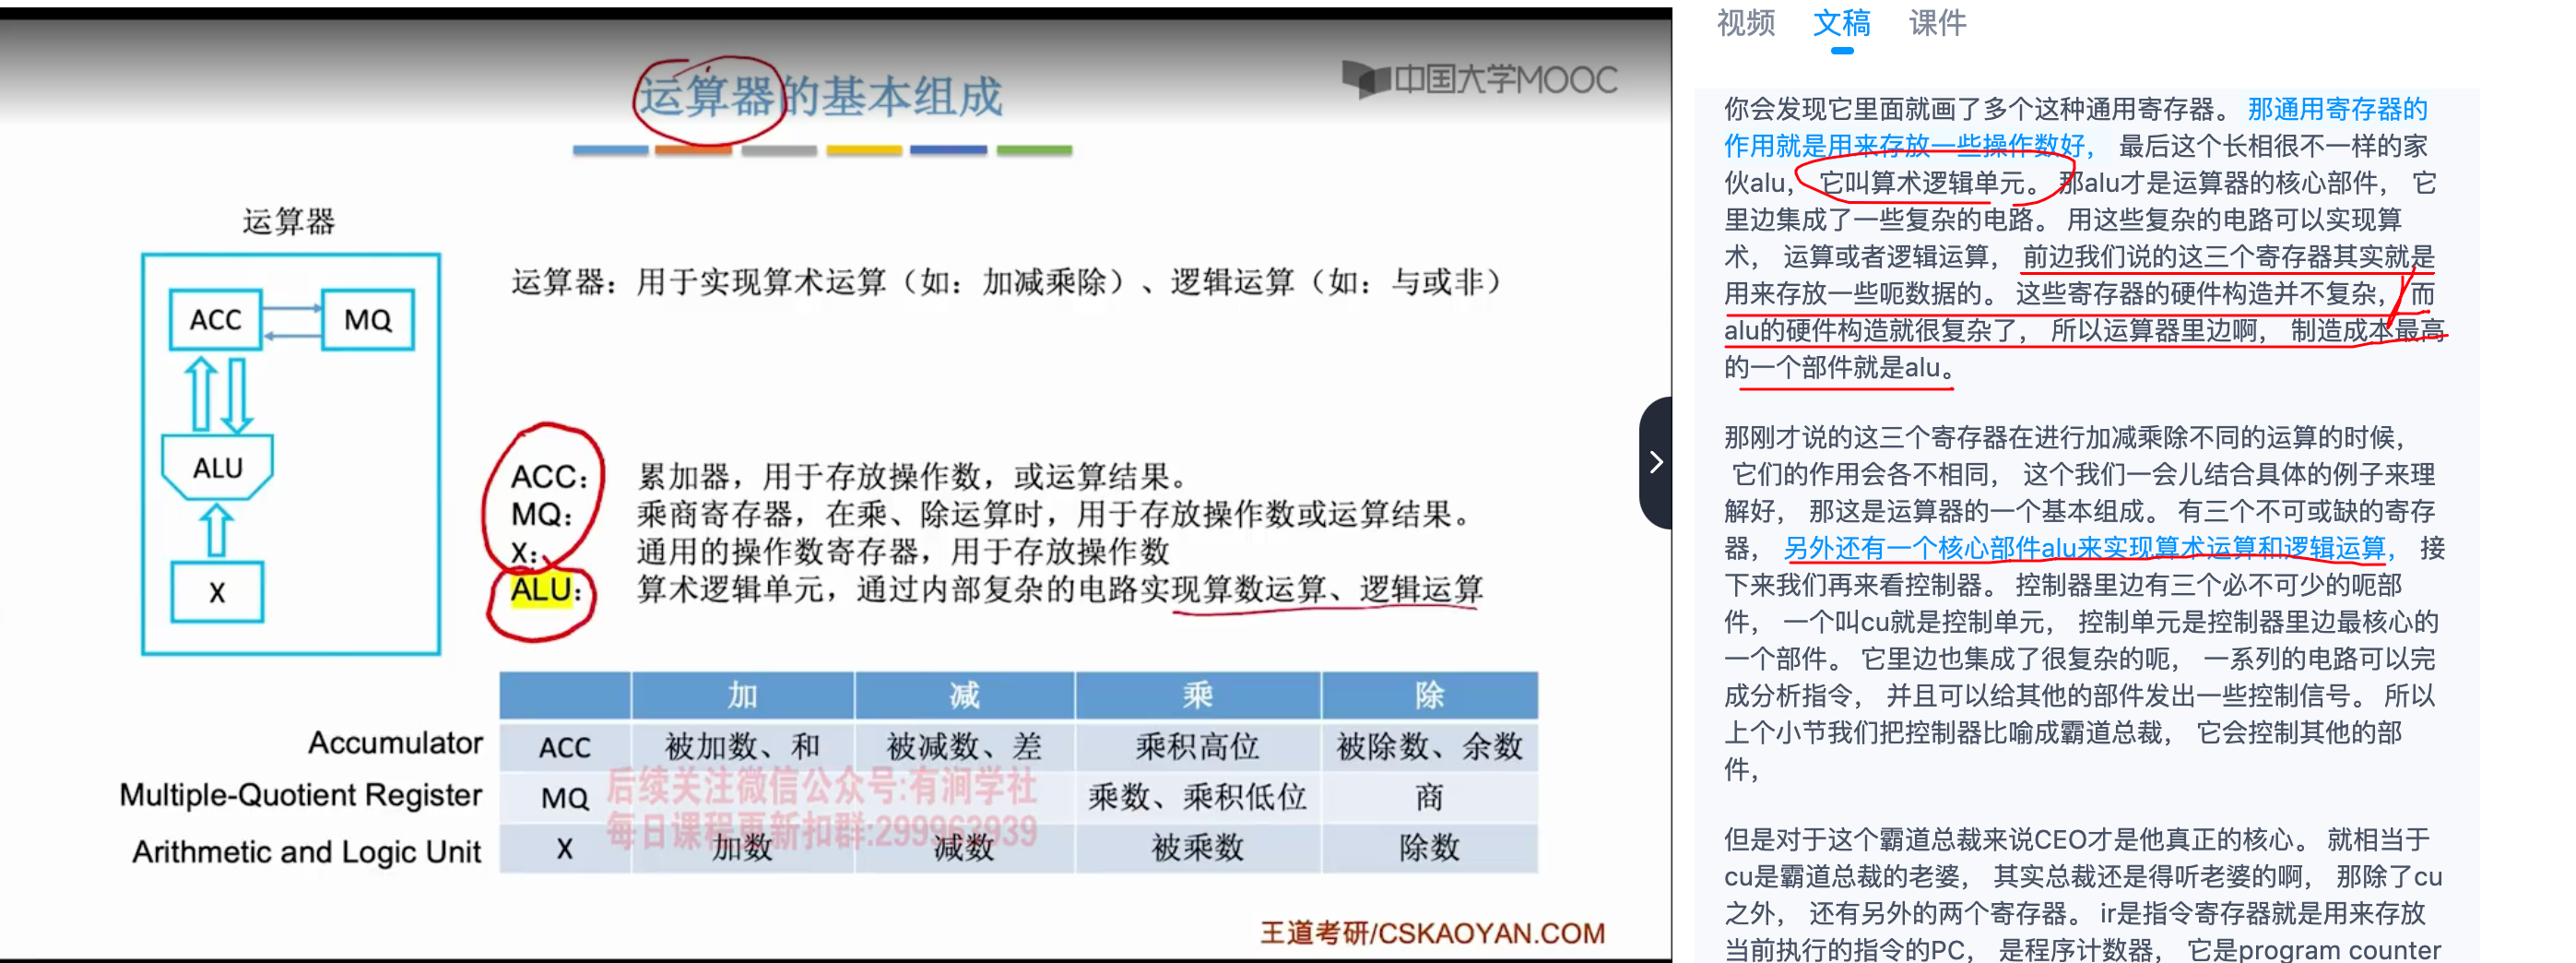 运算器的基本组成
中国大学MOOC
运算器
ACC
MQ
ALU
X
运算器：用于实现算术运算（如：加减乘除）、逻辑运算（如：与或非）
ACC： 累加器，用于存放操作数，或运算结果。
MQ： 乘商寄存器，在乘、除运算时，用于存放操作数或运算结果。
X： 通用的操作数寄存器，用于存放操作数
ALU： 算术逻辑单元，通过内部复杂的电路实现算数运算、逻辑运算
加 减 乘 除
Accumulator ACC 被加数、和 被减数、差 乘积高位 被除数、余数
Multiple-Quotient Register MQ 乘数、乘积低位 商
Arithmetic and Logic Unit X 加数 减数 被乘数 除数
后续关注微信公众号:有涧学社
每日课程更新扣群:299963939
王道考研/CSKAOYAN.COM
视频 文稿 课件
你会发现它里面就画了多个这种通用寄存器。 那通用寄存器的
作用就是用来存放一些操作数好， 最后这个长相很不一样的家
伙alu， 它叫算术逻辑单元。 那alu才是运算器的核心部件， 它
里边集成了一些复杂的电路。 用这些复杂的电路可以实现算
术， 运算或者逻辑运算， 前边我们说的这三个寄存器其实就是
用来存放一些呃数据的。 这些寄存器的硬件构造并不复杂， 而
alu的硬件构造就很复杂了， 所以运算器里边啊， 制造成本最高
的一个部件就是alu。
那刚才说的这三个寄存器在进行加减乘除不同的运算的时候，
它们的作用会各不相同， 这个我们一会儿结合具体的例子来理
解好， 那这是运算器的一个基本组成。 有三个不可或缺的寄存
器， 另外还有一个核心部件alu来实现算术运算和逻辑运算， 接
下来我们再来看控制器。 控制器里边有三个必不可少的呃部
件， 一个叫cu就是控制单元， 控制单元是控制器里边最核心的
一个部件。 它里边也集成了很复杂的呃， 一系列的电路可以完
成分析指令， 并且可以给其他的部件发出一些控制信号。 所以
上个小节我们把控制器比喻成霸道总裁， 它会控制其他的部
件，
但是对于这个霸道总裁来说CEO才是他真正的核心。 就相当于
cu是霸道总裁的老婆， 其实总裁还是得听老婆的啊， 那除了cu
之外， 还有另外的两个寄存器。 ir是指令寄存器就是用来存放
当前执行的指令的PC， 是程序计数器， 它是program counter